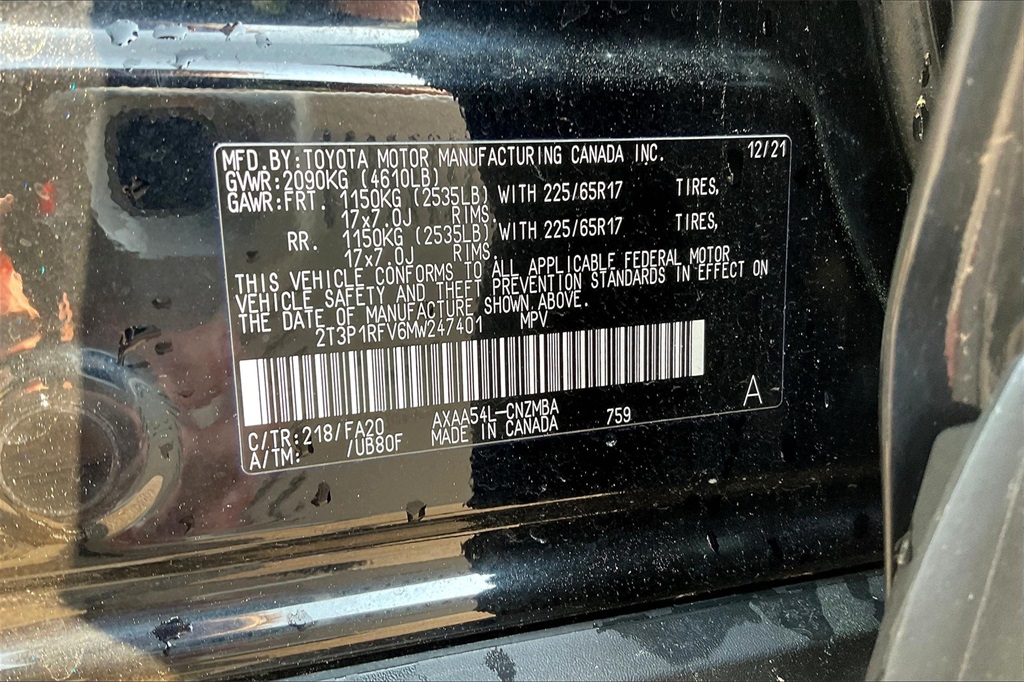 MFD.BY:TOYOTA MOTOR MANUFACTURING CANADA INC. 12/21
GVWR:2090KG (4610LB)
GAWR:FRT. 1150KG (2535LB) WITH 225/65R17 TIRES,
17x7.0J RIMS,
RR. 1150KG (2535LB) WITH 225/65R17 TIRES,
17x7.0J RIMS.
THIS VEHICLE CONFORMS TO ALL APPLICABLE FEDERAL MOTOR
VEHICLE SAFETY AND THEFT PREVENTION STANDARDS IN EFFECT ON
THE DATE OF MANUFACTURE SHOWN ABOVE.
2T3P1RFV6MW247401 MPV
A
C/TR:218/FA20 AXAA54L-CNZMBA 759
A/TM: /UB80F MADE IN CANADA